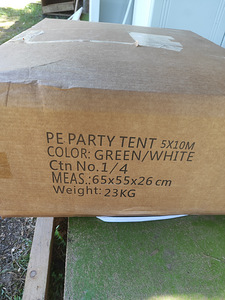 PE PARTY TENT 5X10M
COLOR: GREEN/WHITE
Ctn No.1/4
MEAS.:65x55x26 cm
Weight: 23KG